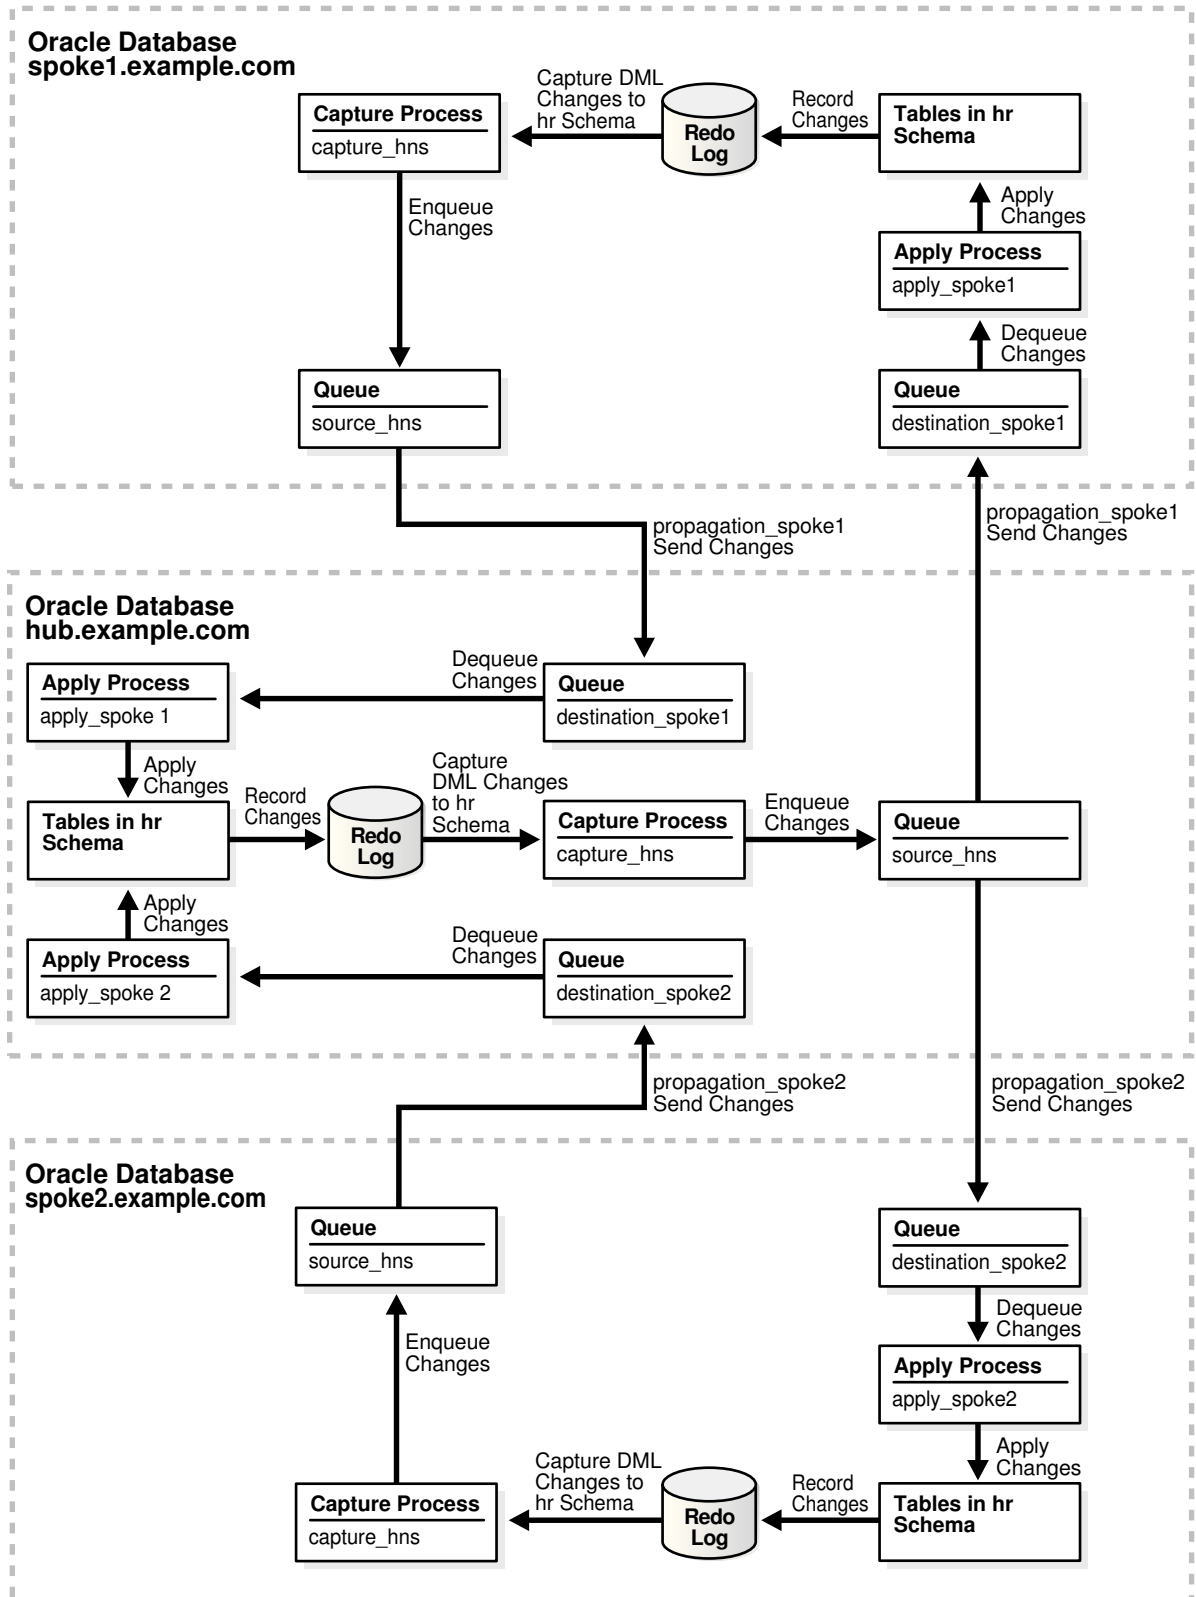 Oracle Database
spoke1.example.com
Capture Process
capture_hns
Capture DML
Changes to
hr Schema
Redo
Log
Record
Changes
Tables in hr
Schema
Enqueue
Changes
Apply
Changes
Apply Process
apply_spoke1
Dequeue
Changes
Queue
source_hns
Queue
destination_spoke1
propagation_spoke1
Send Changes
propagation_spoke1
Send Changes
Oracle Database
hub.example.com
Apply Process
apply_spoke 1
Dequeue
Changes
Queue
destination_spoke1
Apply
Changes
Tables in hr
Schema
Record
Changes
Redo
Log
Capture
DML Changes
to hr
Schema
Capture Process
capture_hns
Enqueue
Changes
Queue
source_hns
Apply
Changes
Apply Process
apply_spoke 2
Dequeue
Changes
Queue
destination_spoke2
propagation_spoke2
Send Changes
propagation_spoke2
Send Changes
Oracle Database
spoke2.example.com
Queue
source_hns
Queue
destination_spoke2
Enqueue
Changes
Dequeue
Changes
Apply Process
apply_spoke2
Apply
Changes
Capture Process
capture_hns
Capture DML
Changes to
hr Schema
Redo
Log
Record
Changes
Tables in hr
Schema